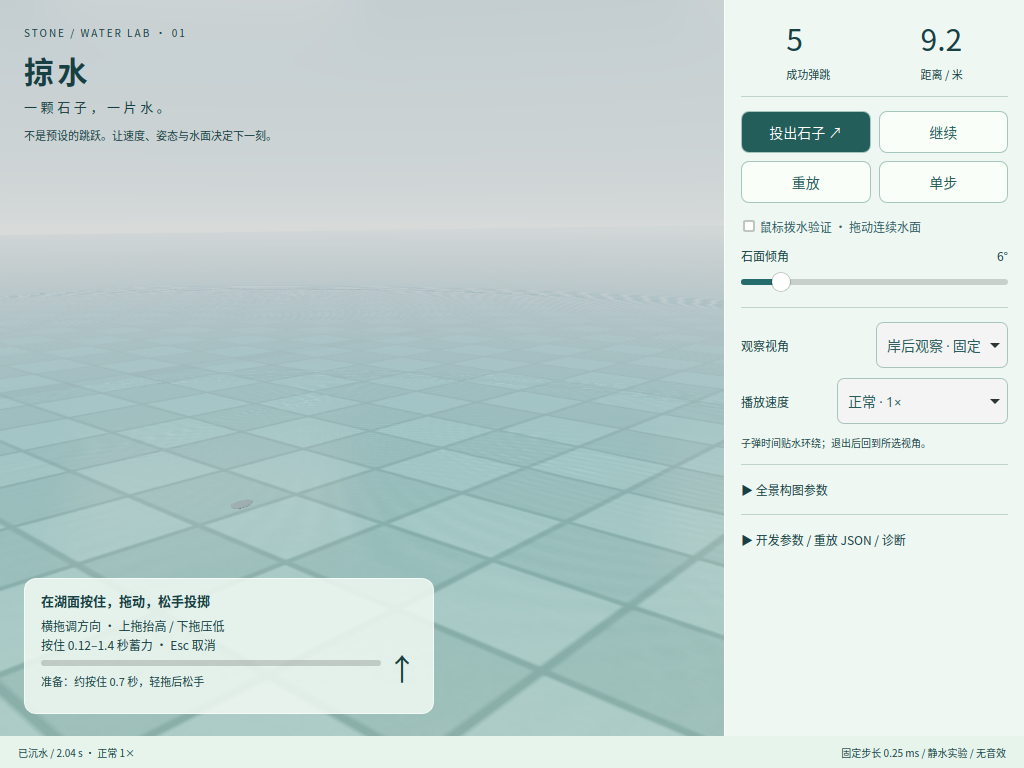 STONE / WATER LAB · 01
掠水
一颗石子，一片水。
不是预设的跳跃。让速度、姿态与水面决定下一刻。
5
成功弹跳
9.2
距离 / 米
投出石子 ↗
继续
重放
单步
鼠标拨水验证 · 拖动连续水面
石面倾角
6°
观察视角
岸后观察 · 固定
播放速度
正常 · 1×
子弹时间贴水环绕；退出后回到所选视角。
▶ 全景构图参数
▶ 开发参数 / 重放 JSON / 诊断
在湖面按住，拖动，松手投掷
横拖调方向 · 上拖抬高 / 下拖压低
按住 0.12–1.4 秒蓄力 · Esc 取消
↑
准备：约按住 0.7 秒，轻拖后松手
已沉水 / 2.04 s · 正常 1×
固定步长 0.25 ms / 静水实验 / 无音效